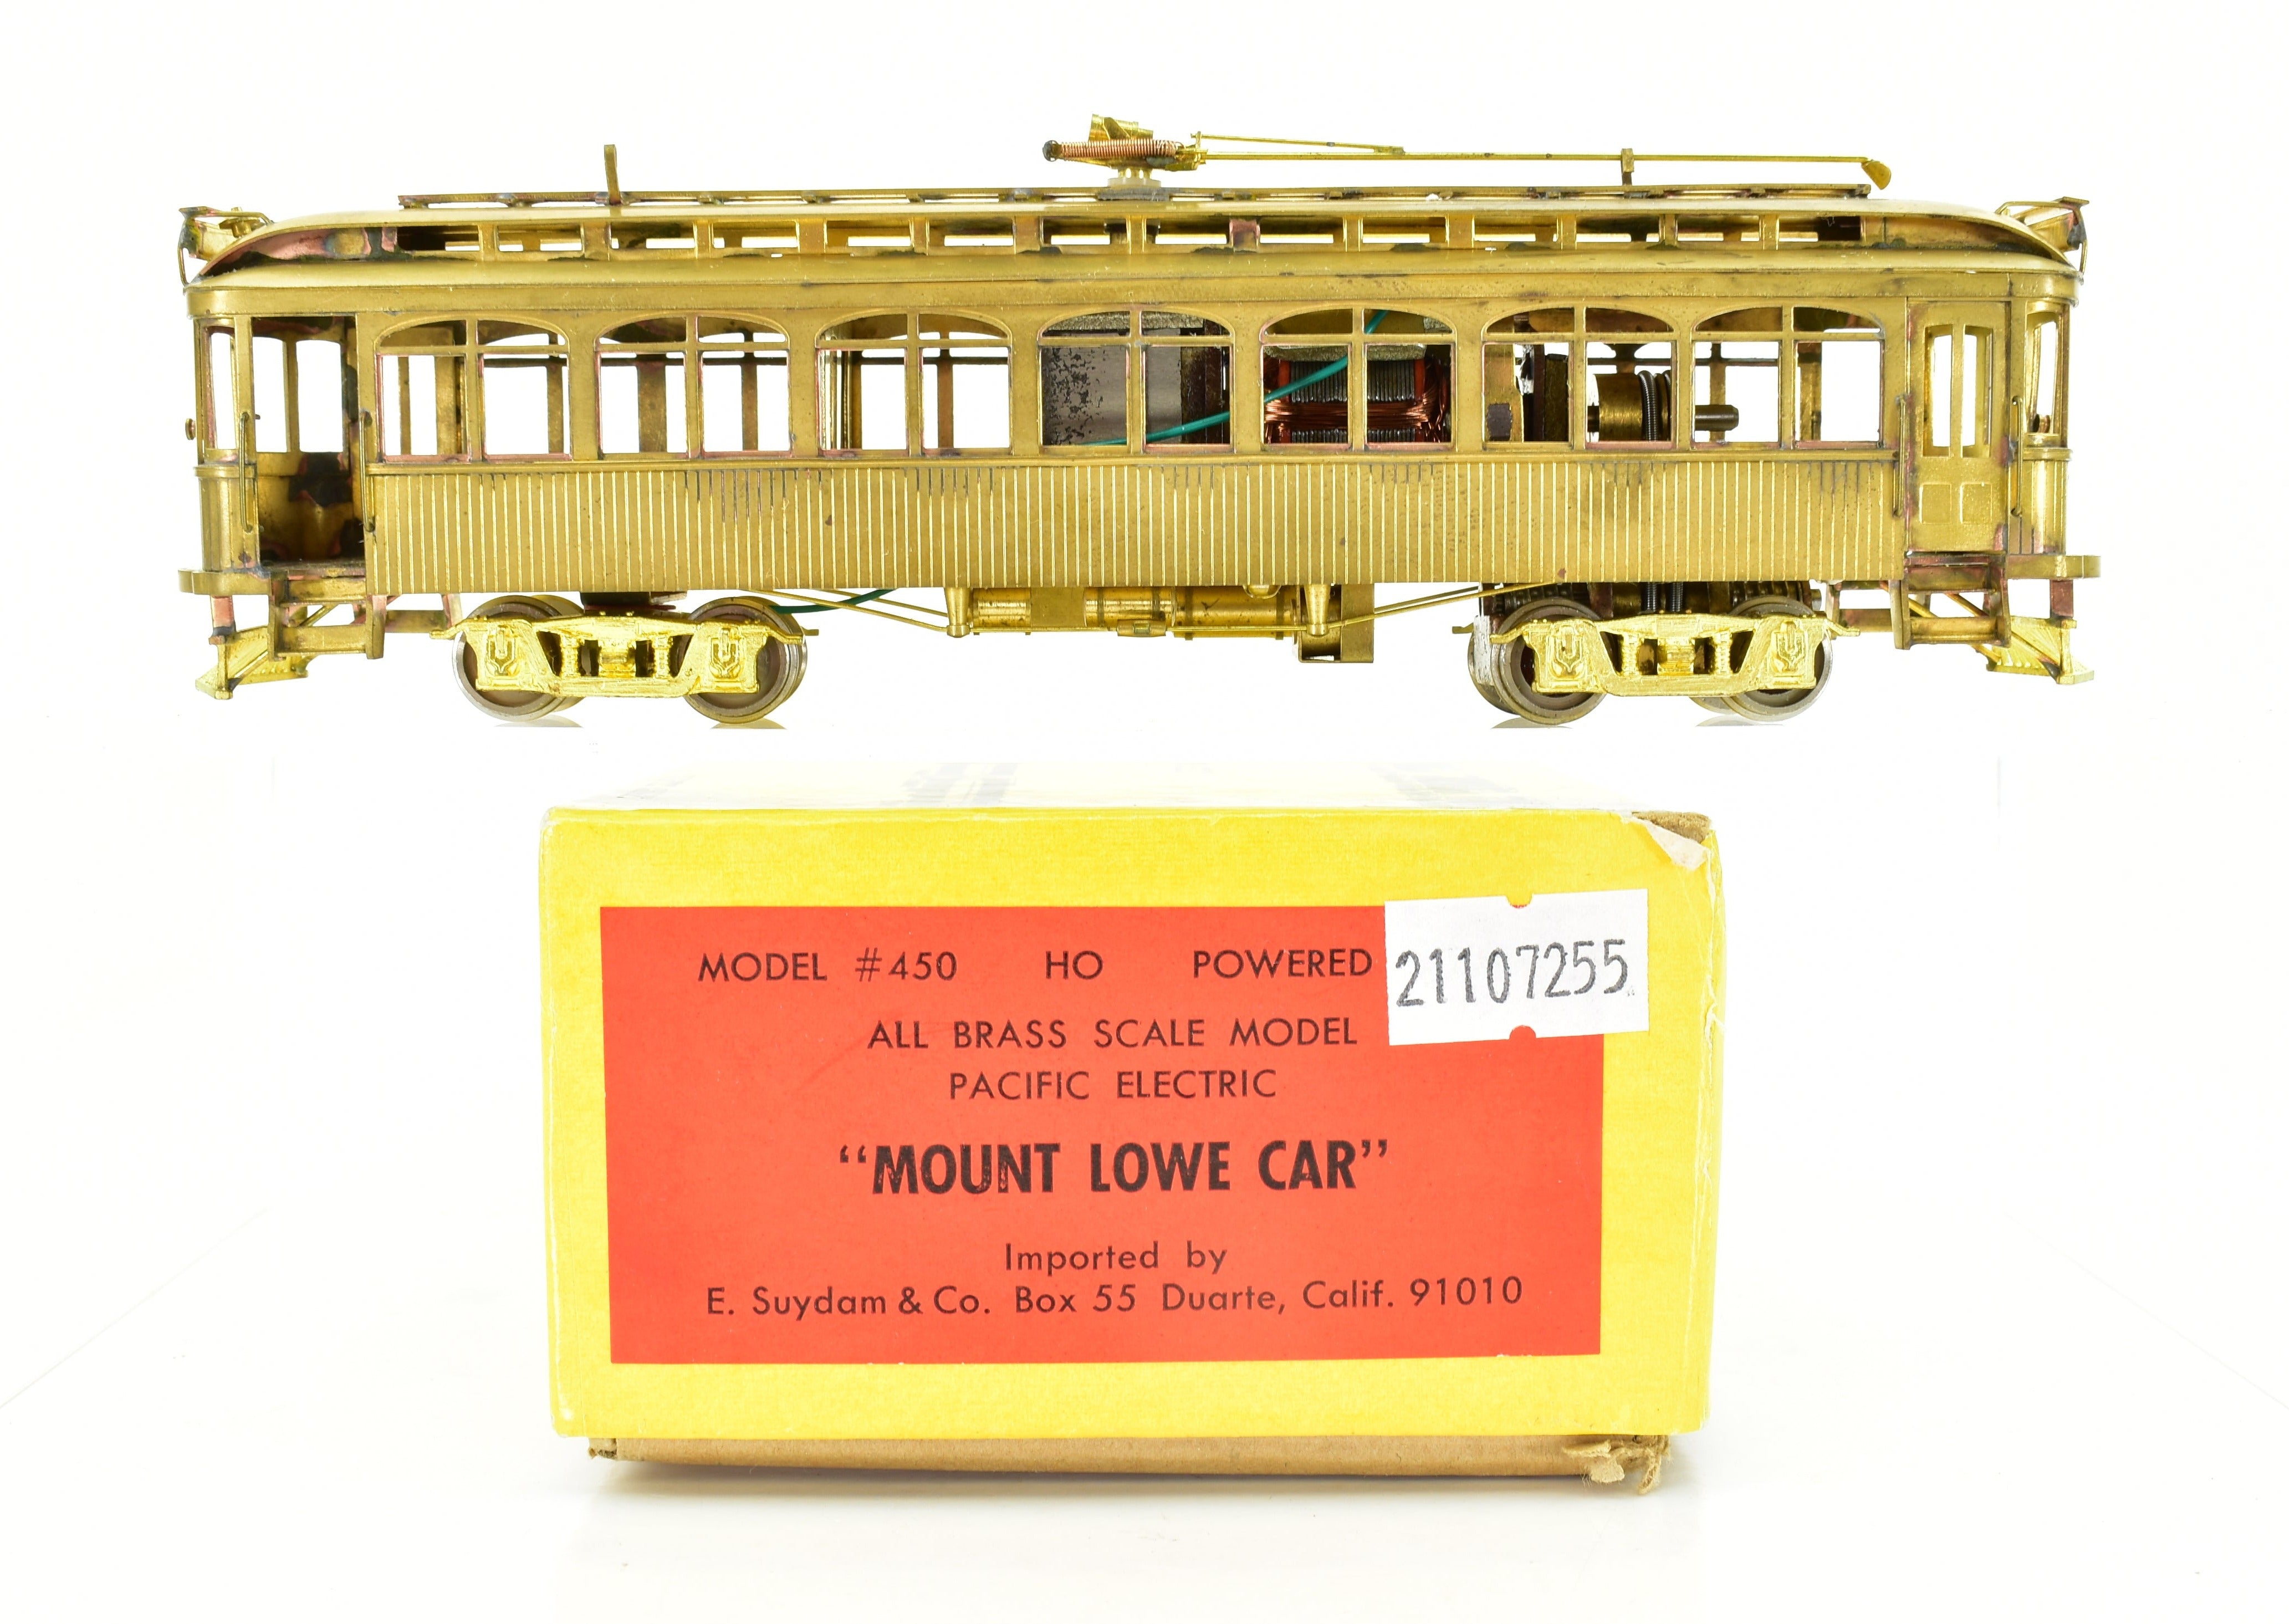 MODEL #450 HO POWERED 21107255
ALL BRASS SCALE MODEL
PACIFIC ELECTRIC
“MOUNT LOWE CAR”
Imported by
E. Suydam & Co. Box 55 Duarte, Calif. 91010